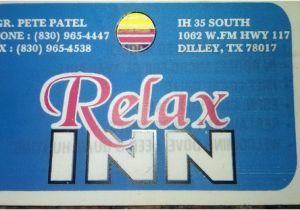 GR. PETE PATEL
ONE : (830) 965-4447
X : (830) 965-4538
IH 35 SOUTH
1062 W.FM HWY 117
DILLEY, TX 78017
Relax
INN